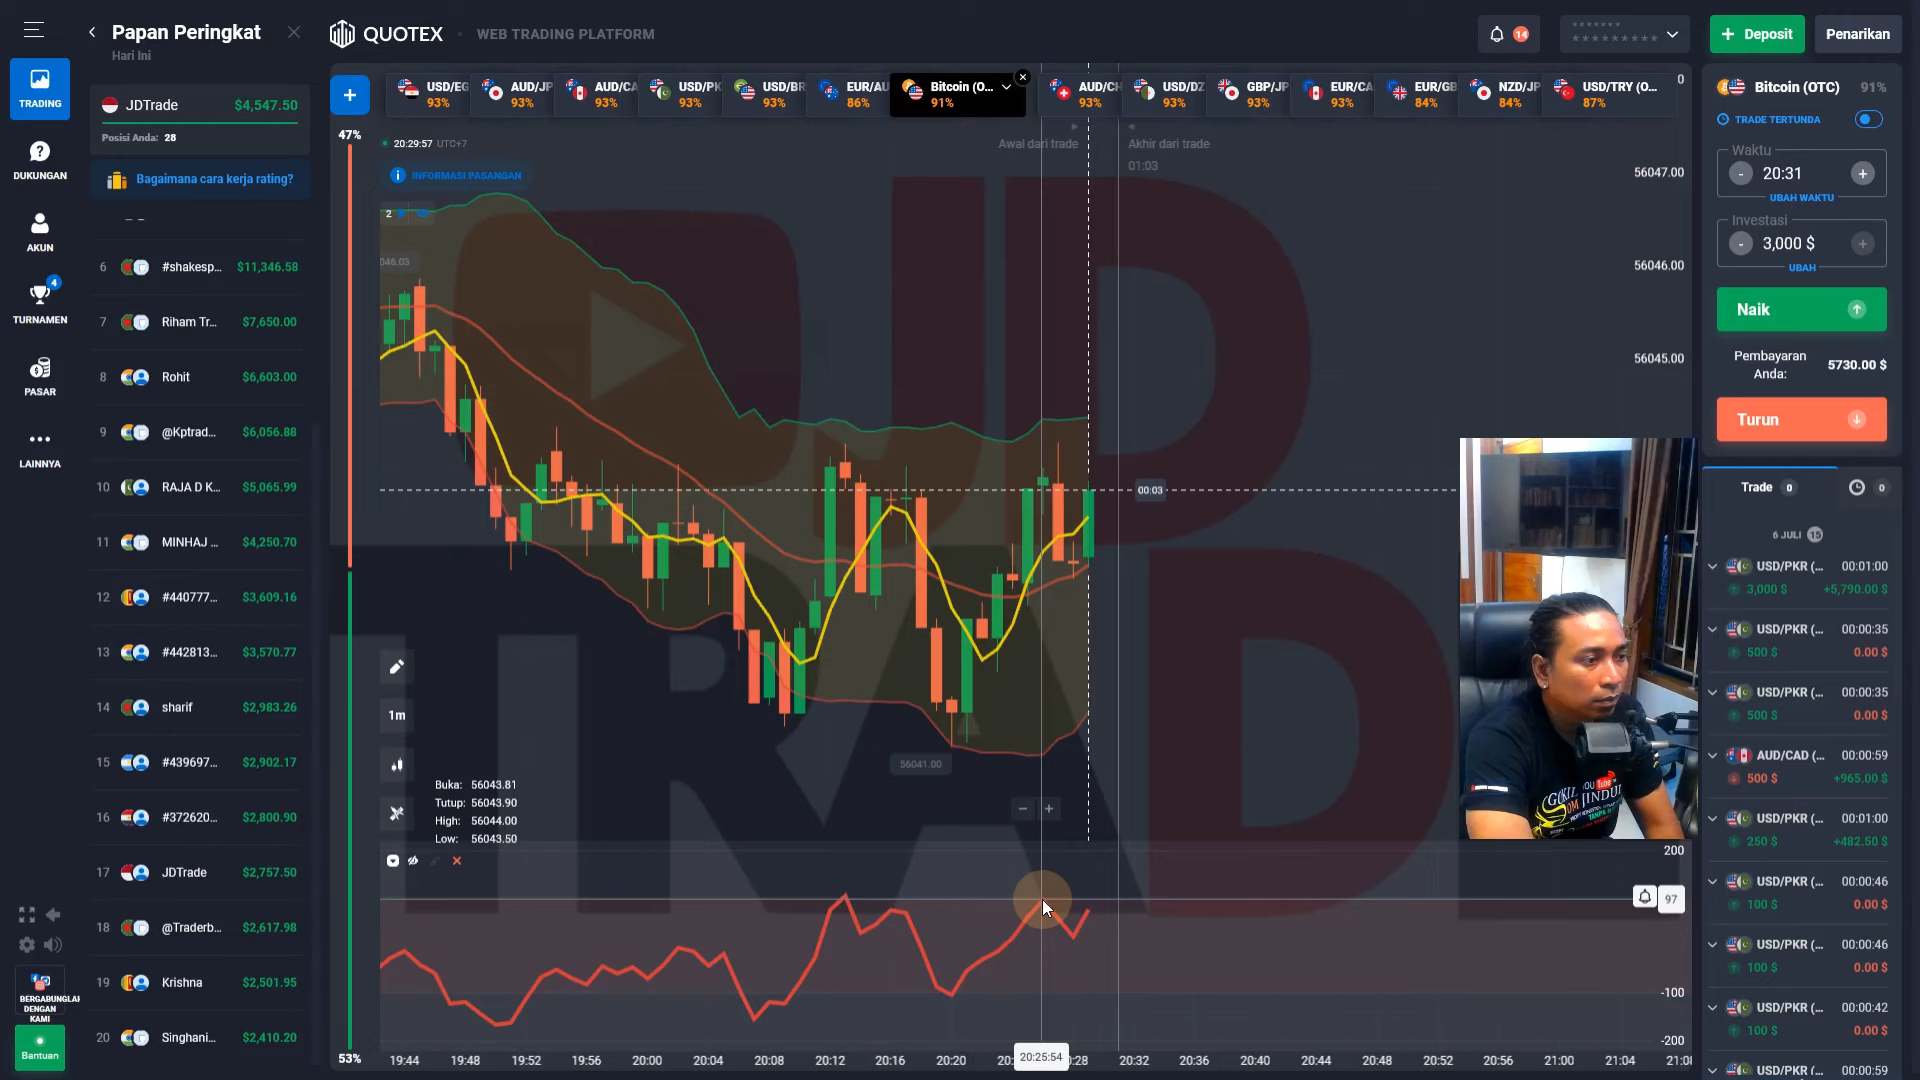 Papan Peringkat
Hari Ini
QUOTEX
WEB TRADING PLATFORM
14
Deposit
Penarikan
TRADING
DUKUNGAN
AKUN
4
TURNAMEN
PASAR
LAINNYA
BERGABUNGLAH
DENGAN
KAMI
Bantuan
JDTrade $4,547.50
Posisi Anda: 28
Bagaimana cara kerja rating?
6 #shakesp... $11,346.58
7 Riham Tr... $7,650.00
8 Rohit $6,603.00
9 @Kptrad... $6,056.88
10 RAJA D K... $5,065.99
11 MINHAJ ... $4,250.70
12 #440777... $3,609.16
13 #442813... $3,570.77
14 sharif $2,983.26
15 #439697... $2,902.17
16 #372620... $2,800.90
17 JDTrade $2,757.50
18 @Traderb... $2,617.98
19 Krishna $2,501.95
20 Singhani... $2,410.20
USD/EG 93%
AUD/JP 93%
AUD/CA 93%
USD/PK 93%
USD/BR 93%
EUR/AU 86%
Bitcoin (O... 91%
AUD/CH 93%
USD/DZ 93%
GBP/JP 93%
EUR/CA 93%
EUR/GB 84%
NZD/JP 84%
USD/TRY (O... 87%
47%
20:29:57 UTC+7
INFORMASI PASANGAN
2
046.03
Awal dari trade
Akhir dari trade
01:03
56047.00
56046.00
56045.00
00:03
56041.00
1m
Buka: 56043.81
Tutup: 56043.90
High: 56044.00
Low: 56043.50
200
97
-100
-200
53%
19:44 19:48 19:52 19:56 20:00 20:04 20:08 20:12 20:16 20:20 20:25:54 20:32 20:36 20:40 20:44 20:48 20:52 20:56 21:00 21:04
JD
TRAD
GOKIL YOU Tube
OM JINDUL
Bitcoin (OTC) 91%
TRADE TERTUNDA
Waktu
- 20:31 +
UBAH WAKTU
Investasi
- 3,000 $ +
UBAH
Naik
Pembayaran
Anda: 5730.00 $
Turun
Trade 0 0
6 JULI 15
USD/PKR (... 00:01:00
3,000 $ +5,790.00 $
USD/PKR (... 00:00:35
500 $ 0.00 $
USD/PKR (... 00:00:35
500 $ 0.00 $
AUD/CAD (... 00:00:59
500 $ +965.00 $
USD/PKR (... 00:01:00
250 $ +482.50 $
USD/PKR (... 00:00:46
100 $ 0.00 $
USD/PKR (... 00:00:46
100 $ 0.00 $
USD/PKR (... 00:00:42
100 $ 0.00 $
USD/PKR (... 00:00:59